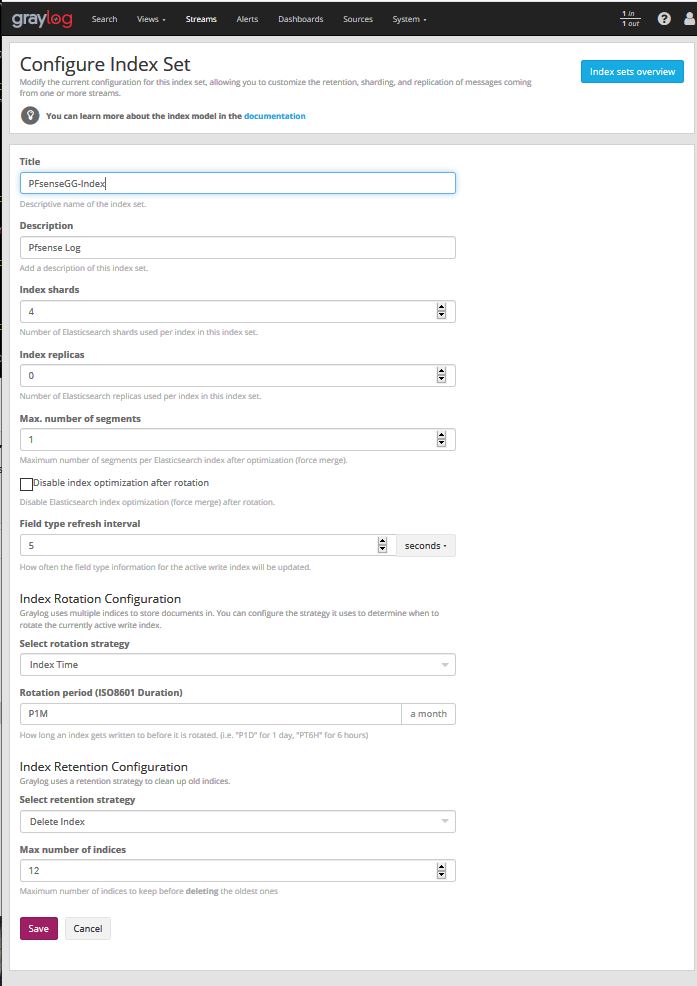 graylog Search Views Streams Alerts Dashboards Sources System 1 in
1 out
Configure Index Set
Modify the current configuration for this index set, allowing you to customize the retention, sharding, and replication of messages coming
from one or more streams.
Index sets overview
You can learn more about the index model in the documentation
Title
PFsenseGG-Index
Descriptive name of the index set.
Description
Pfsense Log
Add a description of this index set.
Index shards
4
Number of Elasticsearch shards used per index in this index set.
Index replicas
0
Number of Elasticsearch replicas used per index in this index set.
Max. number of segments
1
Maximum number of segments per Elasticsearch index after optimization (force merge).
Disable index optimization after rotation
Disable Elasticsearch index optimization (force merge) after rotation.
Field type refresh interval
5 seconds
How often the field type information for the active write index will be updated.
Index Rotation Configuration
Graylog uses multiple indices to store documents in. You can configure the strategy it uses to determine when to
rotate the currently active write index.
Select rotation strategy
Index Time
Rotation period (ISO8601 Duration)
P1M a month
How long an index gets written to before it is rotated. (i.e. "P1D" for 1 day, "PT6H" for 6 hours)
Index Retention Configuration
Graylog uses a retention strategy to clean up old indices.
Select retention strategy
Delete Index
Max number of indices
12
Maximum number of indices to keep before deleting the oldest ones
Save Cancel